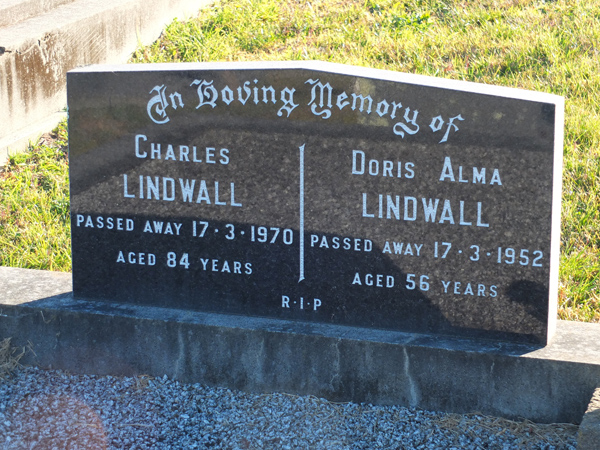 In Loving Memory of
CHARLES
LINDWALL
PASSED AWAY 17·3·1970
AGED 84 YEARS
DORIS ALMA
LINDWALL
PASSED AWAY 17·3·1952
AGED 56 YEARS
R·I·P